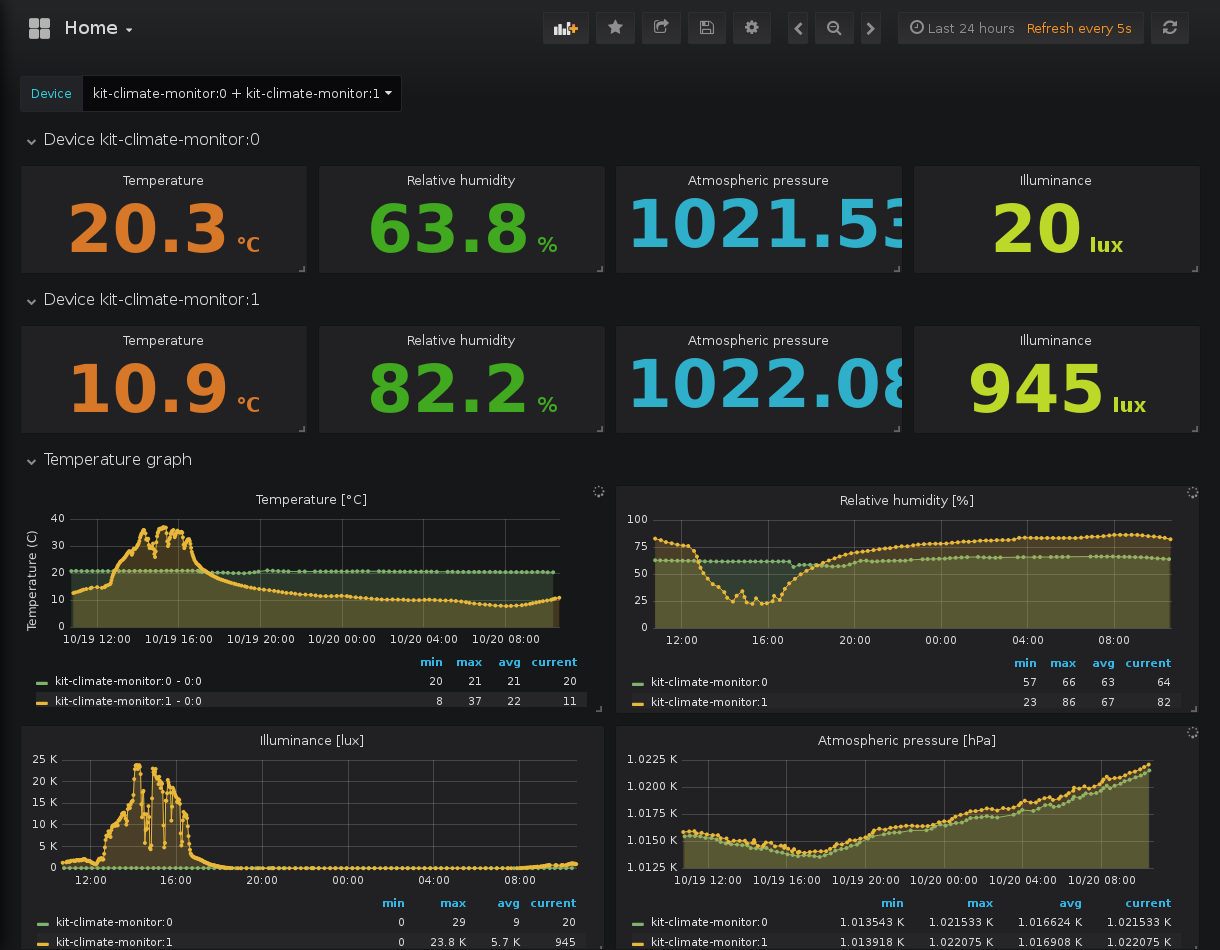 Home
Last 24 hours Refresh every 5s
Device kit-climate-monitor:0 + kit-climate-monitor:1
Device kit-climate-monitor:0
Temperature
20.3 °C
Relative humidity
63.8 %
Atmospheric pressure
1021.53
Illuminance
20 lux
Device kit-climate-monitor:1
Temperature
10.9 °C
Relative humidity
82.2 %
Atmospheric pressure
1022.08
Illuminance
945 lux
Temperature graph
Temperature [°C]
Temperature (C)
40
30
20
10
0
10/19 12:00 10/19 16:00 10/19 20:00 10/20 00:00 10/20 04:00 10/20 08:00
min max avg current
kit-climate-monitor:0 - 0:0 20 21 21 20
kit-climate-monitor:1 - 0:0 8 37 22 11
Relative humidity [%]
100
75
50
25
0
12:00 16:00 20:00 00:00 04:00 08:00
min max avg current
kit-climate-monitor:0 57 66 63 64
kit-climate-monitor:1 23 86 67 82
Illuminance [lux]
25 K
20 K
15 K
10 K
5 K
0
12:00 16:00 20:00 00:00 04:00 08:00
min max avg current
kit-climate-monitor:0 0 29 9 20
kit-climate-monitor:1 0 23.8 K 5.7 K 945
Atmospheric pressure [hPa]
1.0225 K
1.0200 K
1.0175 K
1.0150 K
1.0125 K
10/19 12:00 10/19 16:00 10/19 20:00 10/20 00:00 10/20 04:00 10/20 08:00
min max avg current
kit-climate-monitor:0 1.013543 K 1.021533 K 1.016624 K 1.021533 K
kit-climate-monitor:1 1.013918 K 1.022075 K 1.016908 K 1.022075 K